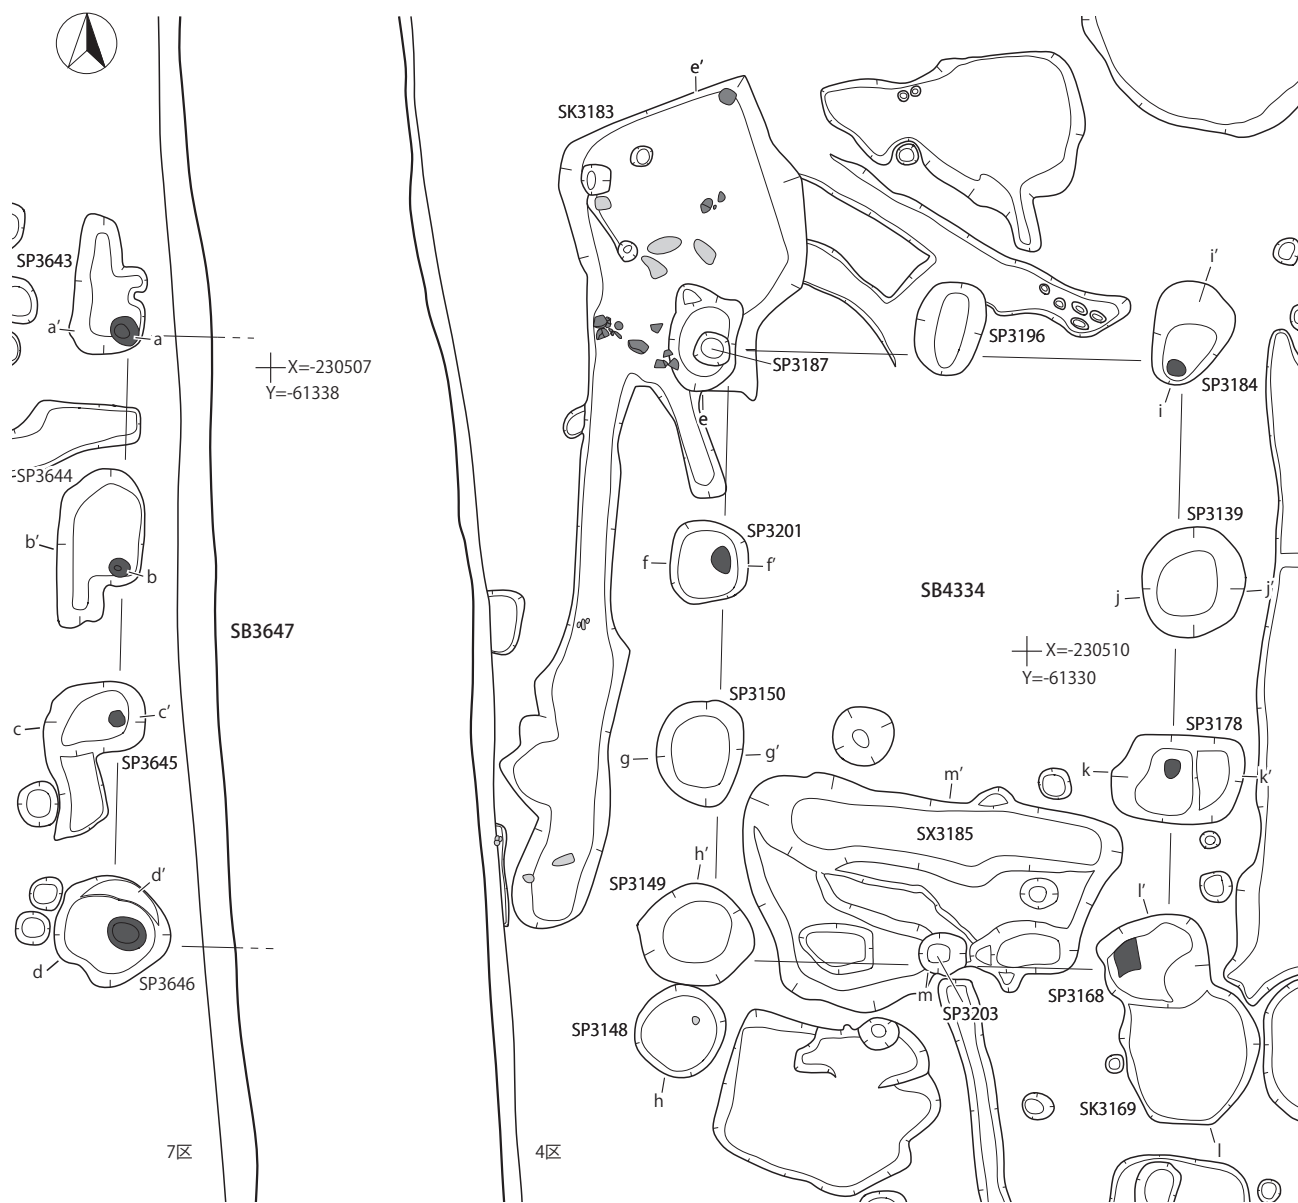 e'
SK3183
SP3643
i'
a'
a
SP3196
X=-230507
Y=-61338
SP3187
SP3184
i
e
SP3644
SP3201
SP3139
b'
b
f
f'
SB4334
j
j'
SB3647
X=-230510
Y=-61330
SP3150
c
c'
SP3645
g
g'
SP3178
m'
k
k'
SX3185
h'
d'
SP3149
l'
d
SP3646
m
SP3168
SP3203
SP3148
h
SK3169
7区
4区
l